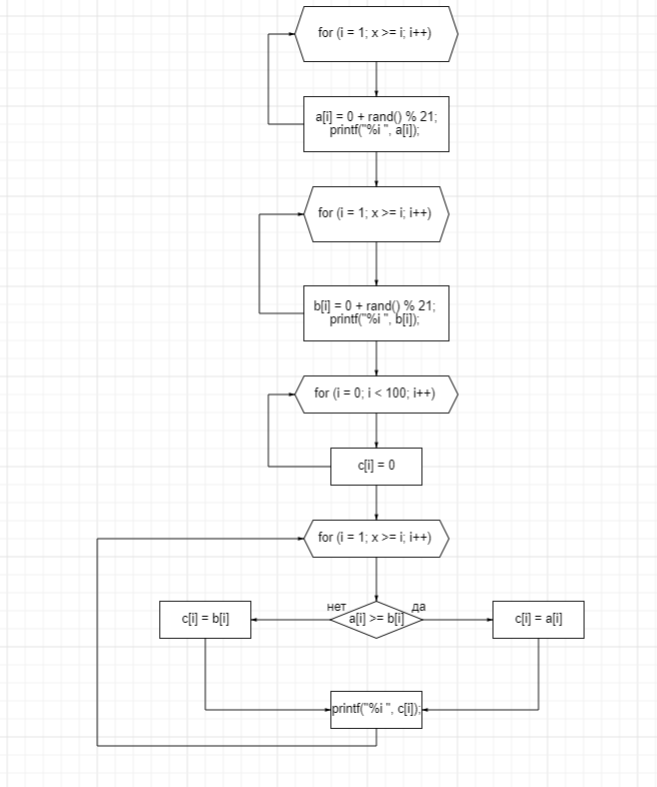 for (i = 1; x >= i; i++)
a[i] = 0 + rand() % 21;
printf("%i ", a[i]);
for (i = 1; x >= i; i++)
b[i] = 0 + rand() % 21;
printf("%i ", b[i]);
for (i = 0; i < 100; i++)
c[i] = 0
for (i = 1; x >= i; i++)
нет
да
c[i] = b[i]
a[i] >= b[i]
c[i] = a[i]
printf("%i ", c[i]);